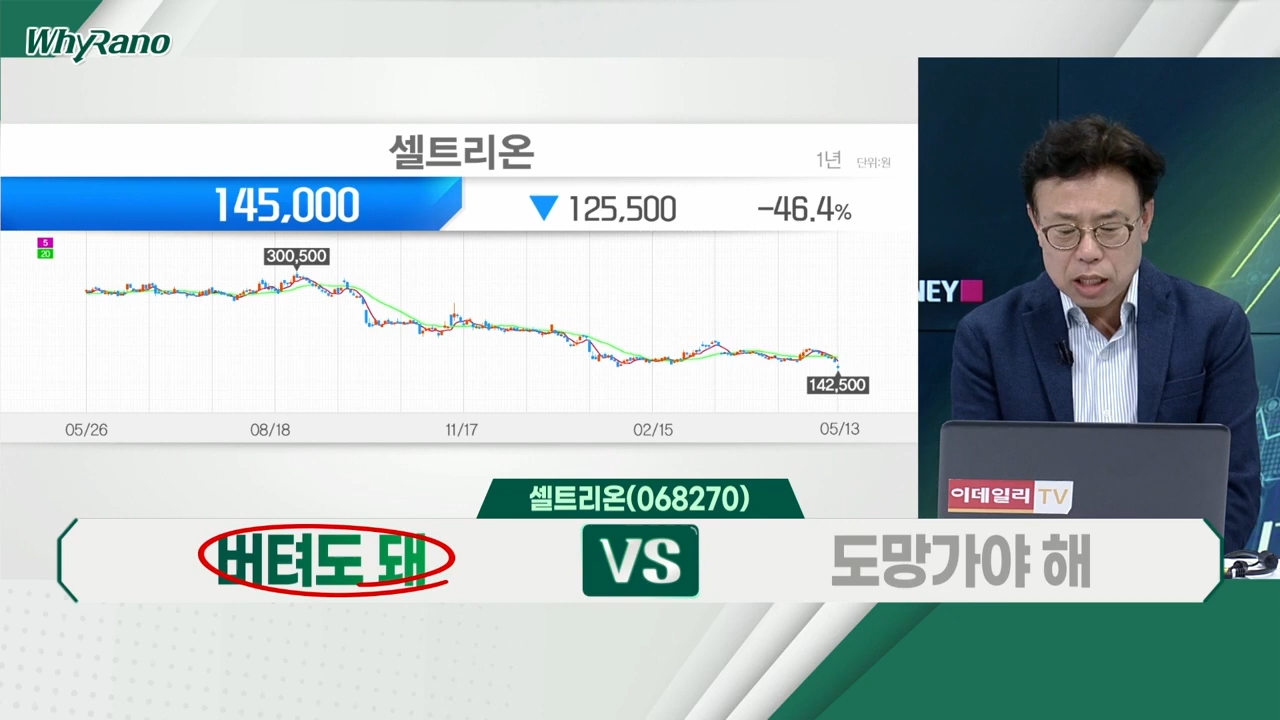 WhyRano
셀트리온
1년 단위:원
145,000 ▼125,500 -46.4%
5
20
300,500
142,500
05/26 08/18 11/17 02/15 05/13
NEY
이데일리 TV
셀트리온(068270)
버텨도 돼 VS 도망가야 해